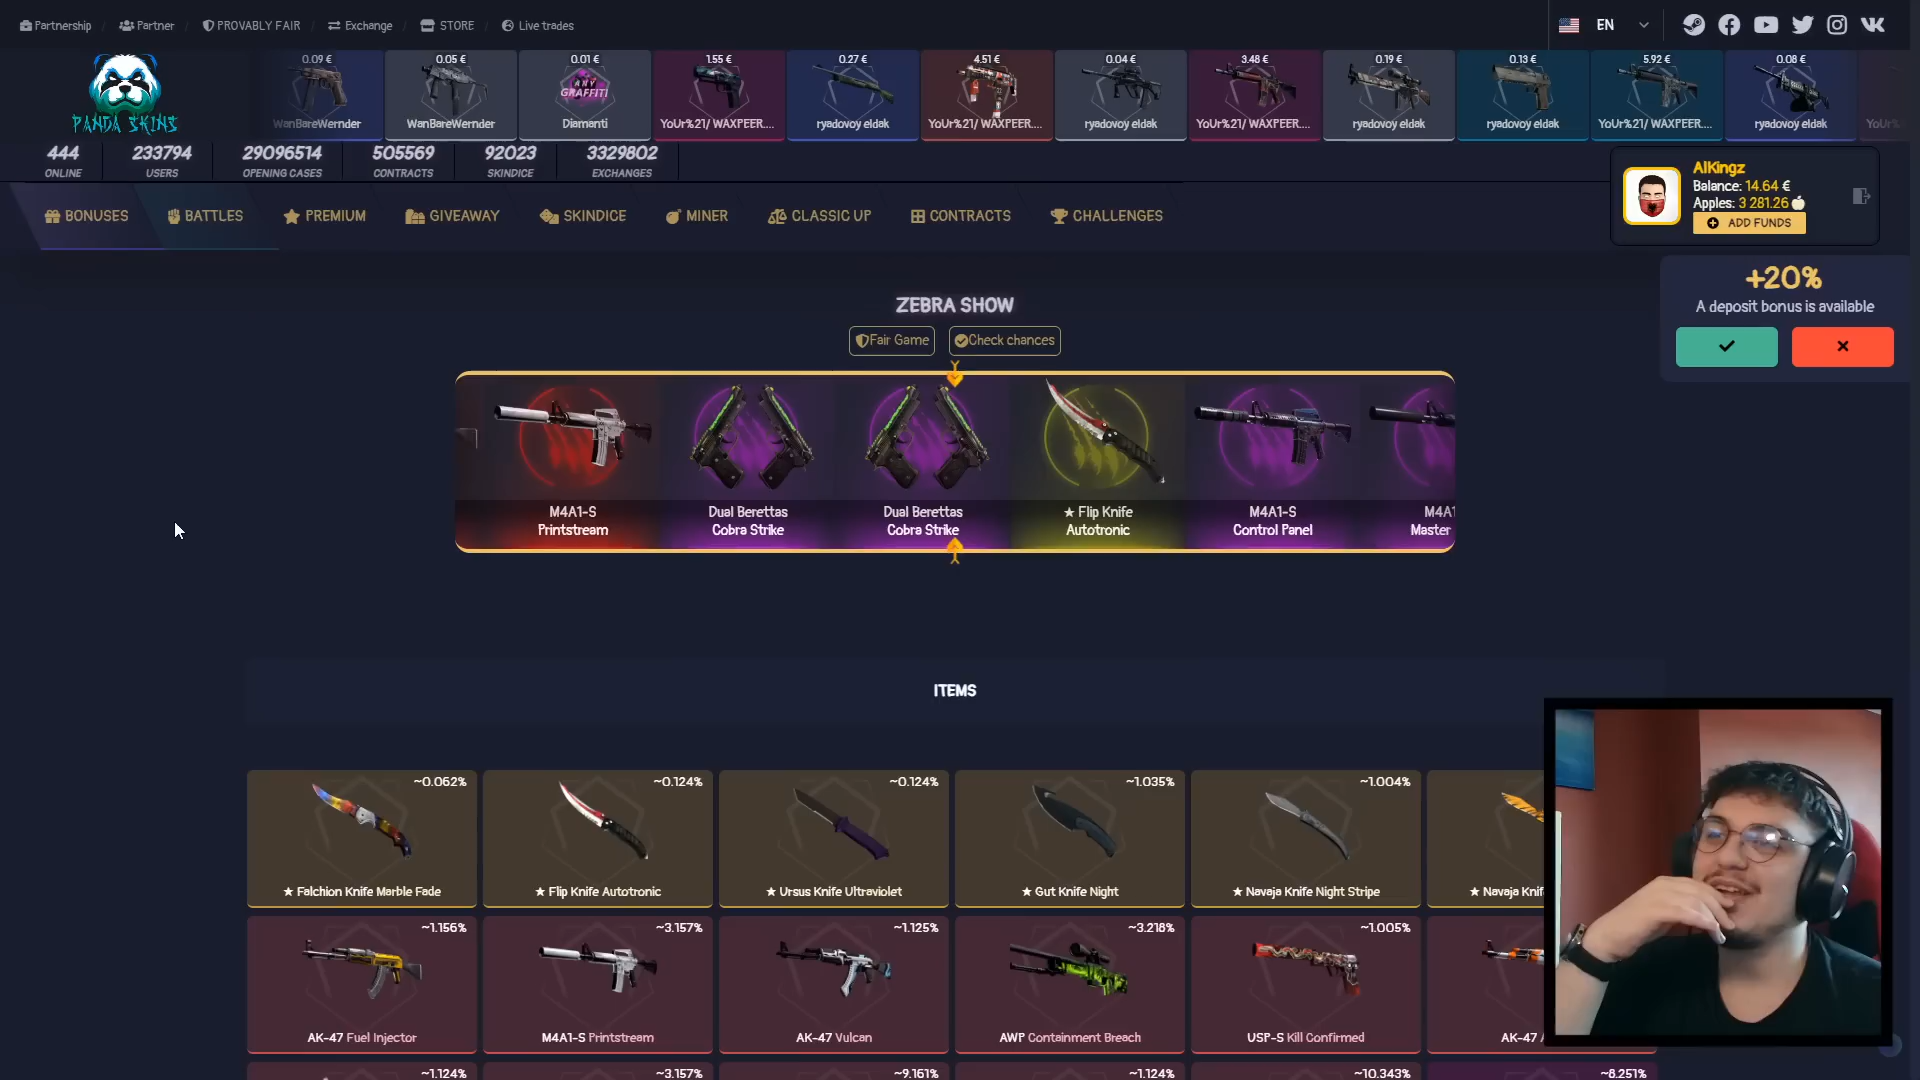 Partnership
Partner
PROVABLY FAIR
Exchange
STORE
Live trades
EN
PANDA SKINS
0.09 €
WanBareWernder
0.05 €
WanBareWernder
0.01 €
ANY
GRAFFITI
Diamanti
1.55 €
YoUr%21/ WAXPEER....
0.27 €
ryadovoy eldak
4.51 €
YoUr%21/ WAXPEER....
0.04 €
ryadovoy eldak
3.48 €
YoUr%21/ WAXPEER....
0.19 €
ryadovoy eldak
0.13 €
ryadovoy eldak
5.92 €
YoUr%21/ WAXPEER....
0.08 €
ryadovoy eldak
444
ONLINE
233794
USERS
29096514
OPENING CASES
505569
CONTRACTS
92023
SKINDICE
3329802
EXCHANGES
AlKingz
Balance: 14.64 €
Apples: 3 281.26
ADD FUNDS
BONUSES
BATTLES
PREMIUM
GIVEAWAY
SKINDICE
MINER
CLASSIC UP
CONTRACTS
CHALLENGES
+20%
A deposit bonus is available
ZEBRA SHOW
Fair Game
Check chances
M4A1-S
Printstream
Dual Berettas
Cobra Strike
Dual Berettas
Cobra Strike
★ Flip Knife
Autotronic
M4A1-S
Control Panel
M4A1
Master
ITEMS
~0.062%
★ Falchion Knife Marble Fade
~0.124%
★ Flip Knife Autotronic
~0.124%
★ Ursus Knife Ultraviolet
~1.035%
★ Gut Knife Night
~1.004%
★ Navaja Knife Night Stripe
★ Navaja Knif
~1.156%
AK-47 Fuel Injector
~3.157%
M4A1-S Printstream
~1.125%
AK-47 Vulcan
~3.218%
AWP Containment Breach
~1.005%
USP-S Kill Confirmed
AK-47
~1.124%
~3.157%
~9.161%
~1.124%
~10.343%
~8.251%